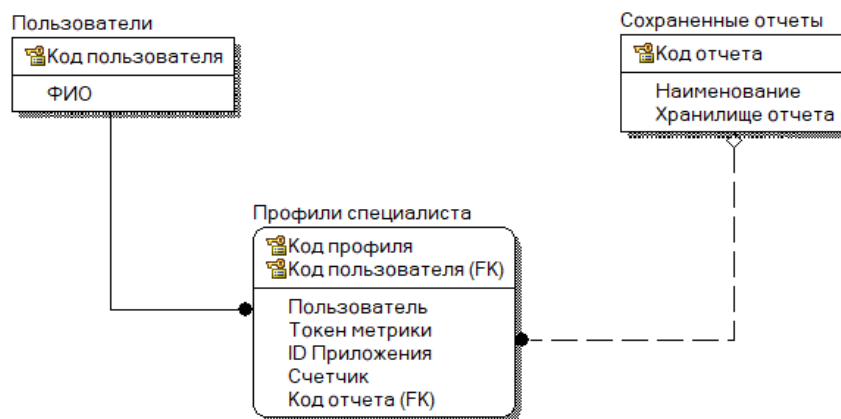 Пользователи
Код пользователя
ФИО
Сохраненные отчеты
Код отчета
Наименование
Хранилище отчета
Профили специалиста
Код профиля
Код пользователя (FK)
Пользователь
Токен метрики
ID Приложения
Счетчик
Код отчета (FK)